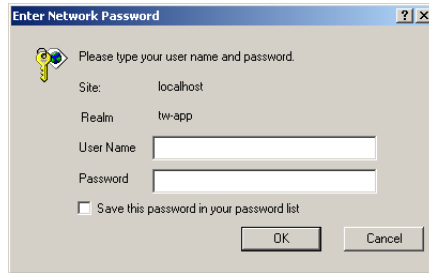 Enter Network Password
Please type your user name and password.
Site: localhost
Realm tw-app
User Name
Password
Save this password in your password list
OK Cancel